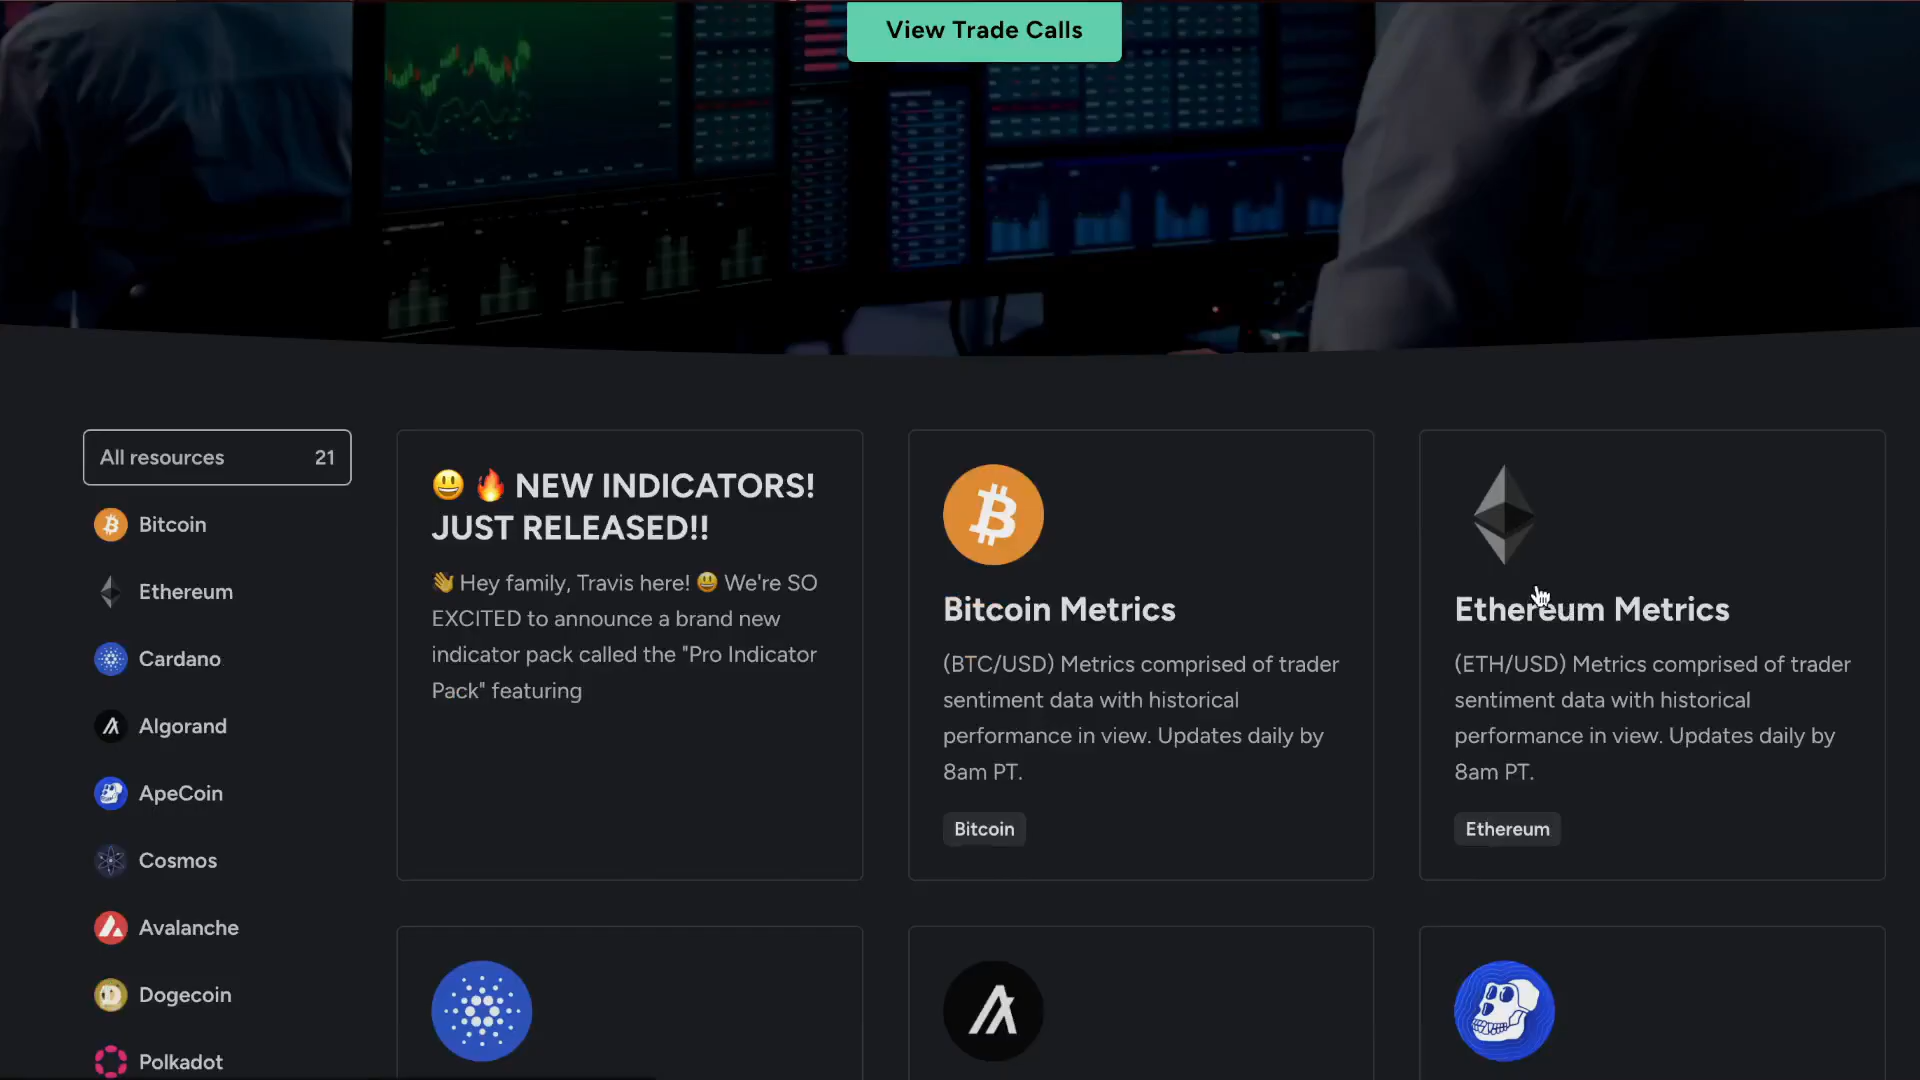 View Trade Calls
All resources 21
Bitcoin
Ethereum
Cardano
Algorand
ApeCoin
Cosmos
Avalanche
Dogecoin
Polkadot
😃 🔥 NEW INDICATORS!
JUST RELEASED!!
👋 Hey family, Travis here! 😃 We're SO
EXCITED to announce a brand new
indicator pack called the "Pro Indicator
Pack" featuring
Bitcoin Metrics
(BTC/USD) Metrics comprised of trader
sentiment data with historical
performance in view. Updates daily by
8am PT.
Bitcoin
Ethereum Metrics
(ETH/USD) Metrics comprised of trader
sentiment data with historical
performance in view. Updates daily by
8am PT.
Ethereum